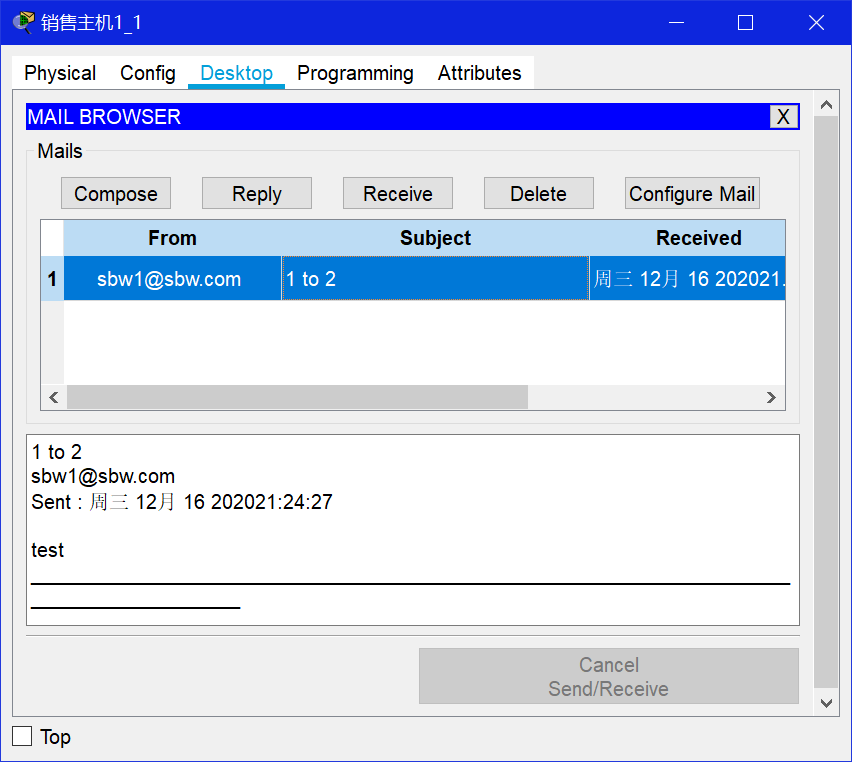 销售主机1_1
Physical Config Desktop Programming Attributes
MAIL BROWSER X
Mails
Compose Reply Receive Delete Configure Mail
From Subject Received
1 sbw1@sbw.com 1 to 2 周三 12月 16 202021.
1 to 2
sbw1@sbw.com
Sent : 周三 12月 16 202021:24:27
test
Cancel
Send/Receive
Top